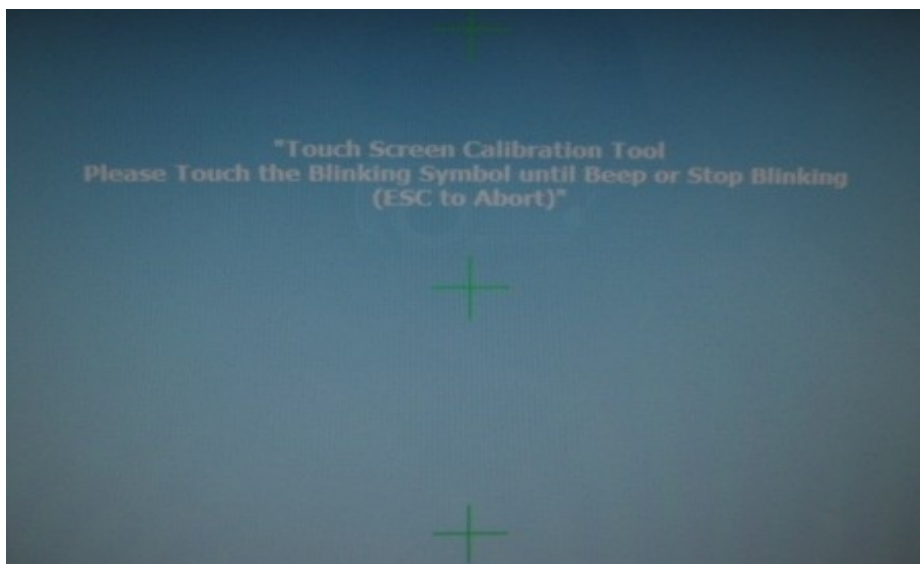 "Touch Screen Calibration Tool
Please Touch the Blinking Symbol until Beep or Stop Blinking
(ESC to Abort)"